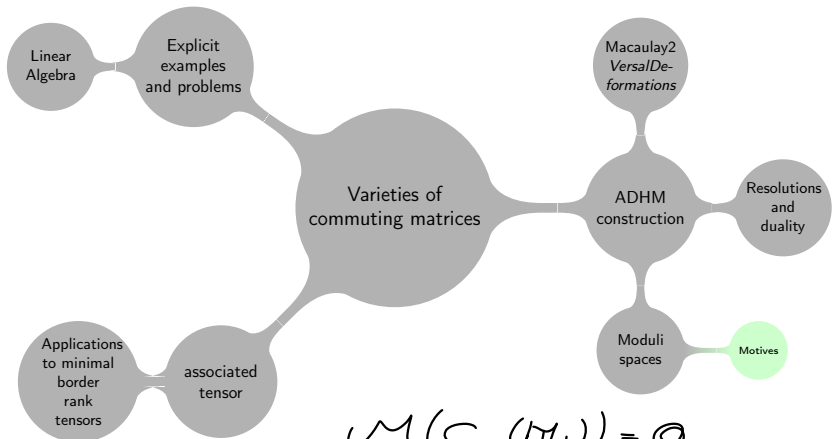 Linear
Algebra
Explicit
examples
and problems
Varieties of
commuting matrices
Applications
to minimal
border
rank
tensors
associated
tensor
Macaulay2
VersalDe-
formations
ADHM
construction
Resolutions
and
duality
Moduli
spaces
Motives